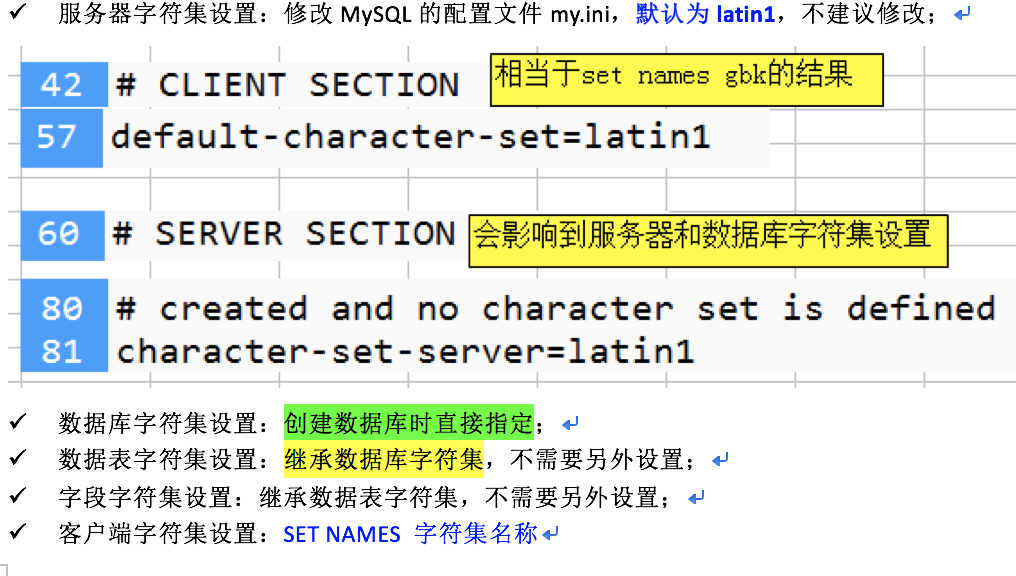 ✓ 服务器字符集设置：修改 MySQL 的配置文件 my.ini，默认为 latin1，不建议修改；
42 # CLIENT SECTION 相当于set names gbk的结果
57 default-character-set=latin1
60 # SERVER SECTION 会影响到服务器和数据库字符集设置
80 # created and no character set is defined
81 character-set-server=latin1
✓ 数据库字符集设置：创建数据库时直接指定；
✓ 数据表字符集设置：继承数据库字符集，不需要另外设置；
✓ 字段字符集设置：继承数据表字符集，不需要另外设置；
✓ 客户端字符集设置：SET NAMES 字符集名称